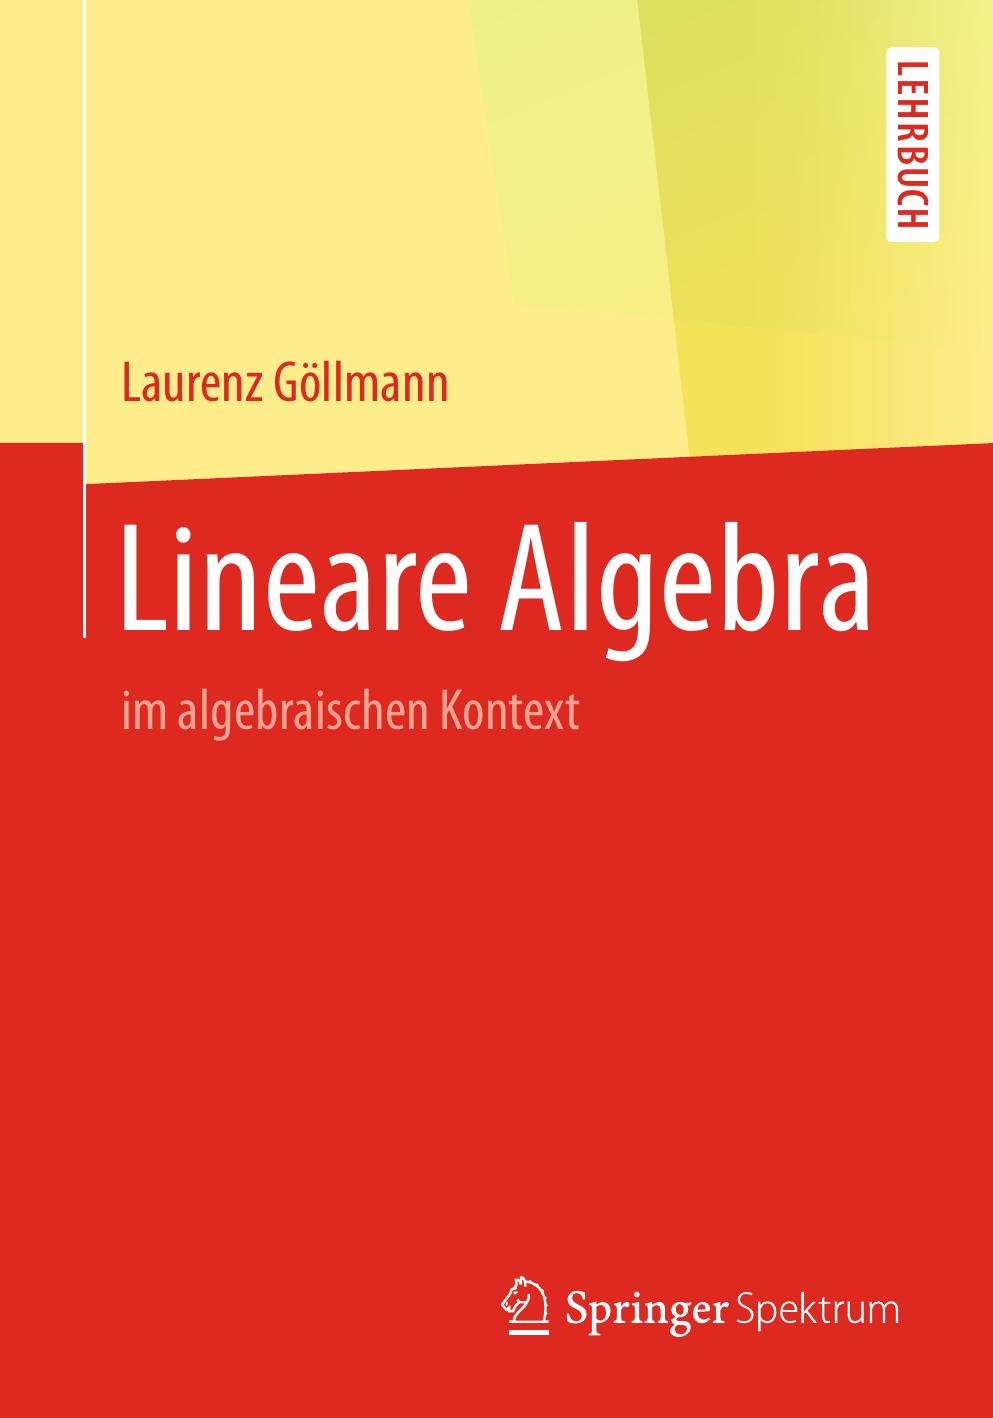 LEHRBUCH
Laurenz Göllmann
Lineare Algebra
im algebraischen Kontext
Springer Spektrum